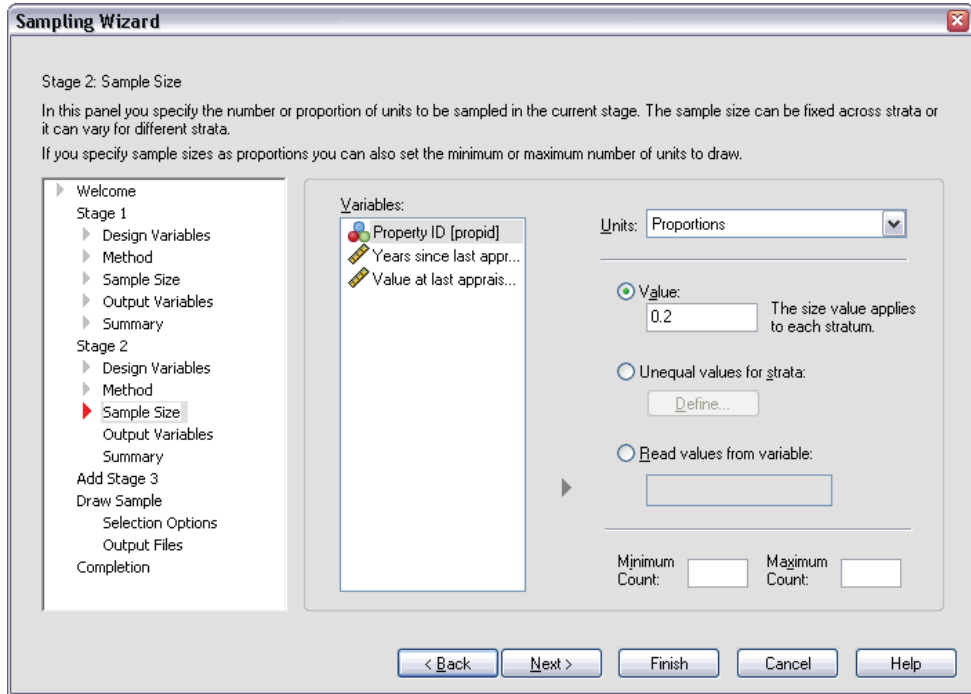 Sampling Wizard
Stage 2: Sample Size
In this panel you specify the number or proportion of units to be sampled in the current stage. The sample size can be fixed across strata or
it can vary for different strata.
If you specify sample sizes as proportions you can also set the minimum or maximum number of units to draw.
Welcome
Stage 1
Design Variables
Method
Sample Size
Output Variables
Summary
Stage 2
Design Variables
Method
Sample Size
Output Variables
Summary
Add Stage 3
Draw Sample
Selection Options
Output Files
Completion
Variables:
Property ID [propid]
Years since last appr...
Value at last apprais...
Units: Proportions
Value:
0.2
The size value applies
to each stratum.
Unequal values for strata:
Define...
Read values from variable:
Minimum
Count:
Maximum
Count:
< Back
Next >
Finish
Cancel
Help